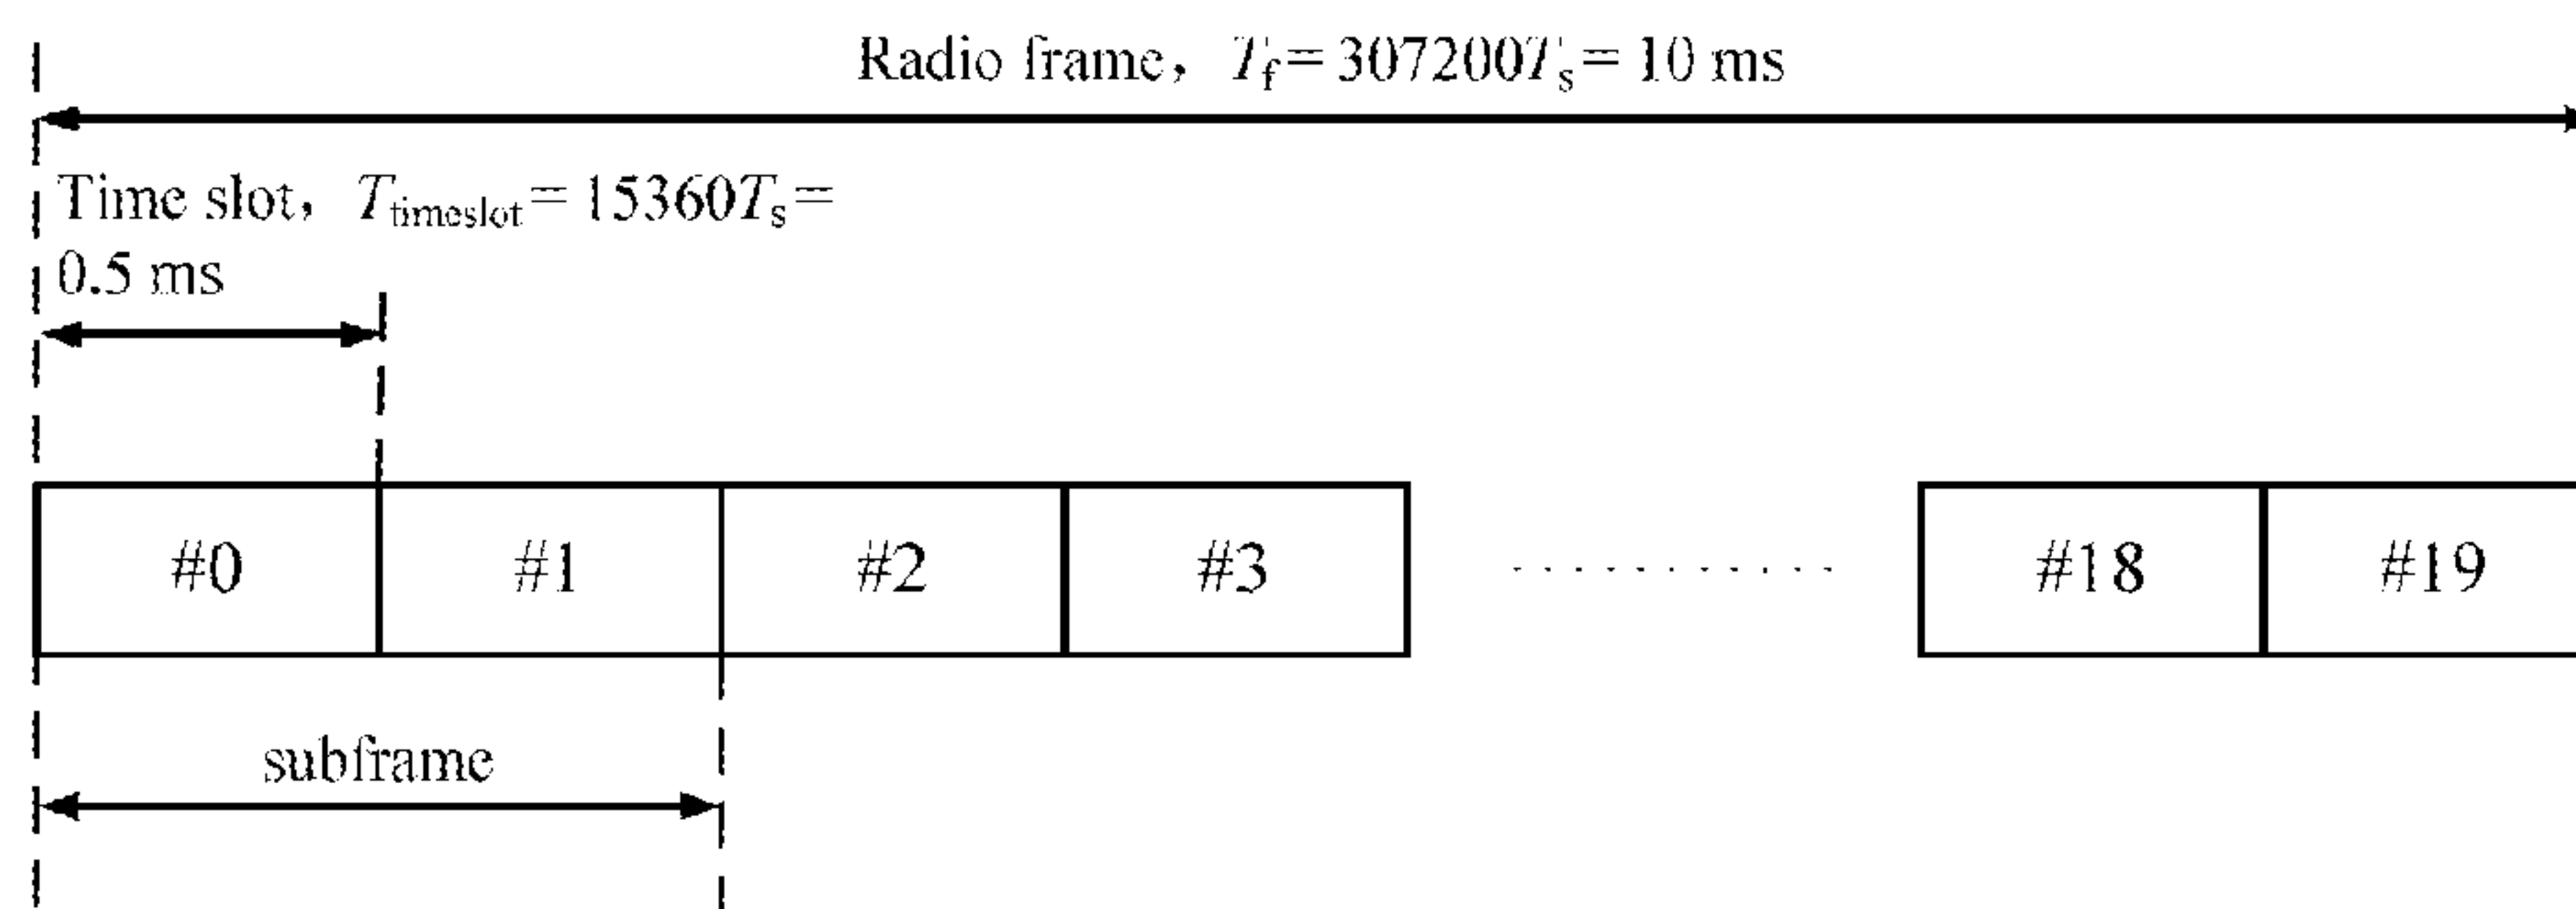 Radio frame, Tf=307200Ts=10 ms
Time slot, Ttimeslot=15360Ts=
0.5 ms
#0 #1 #2 #3 ........... #18 #19
subframe